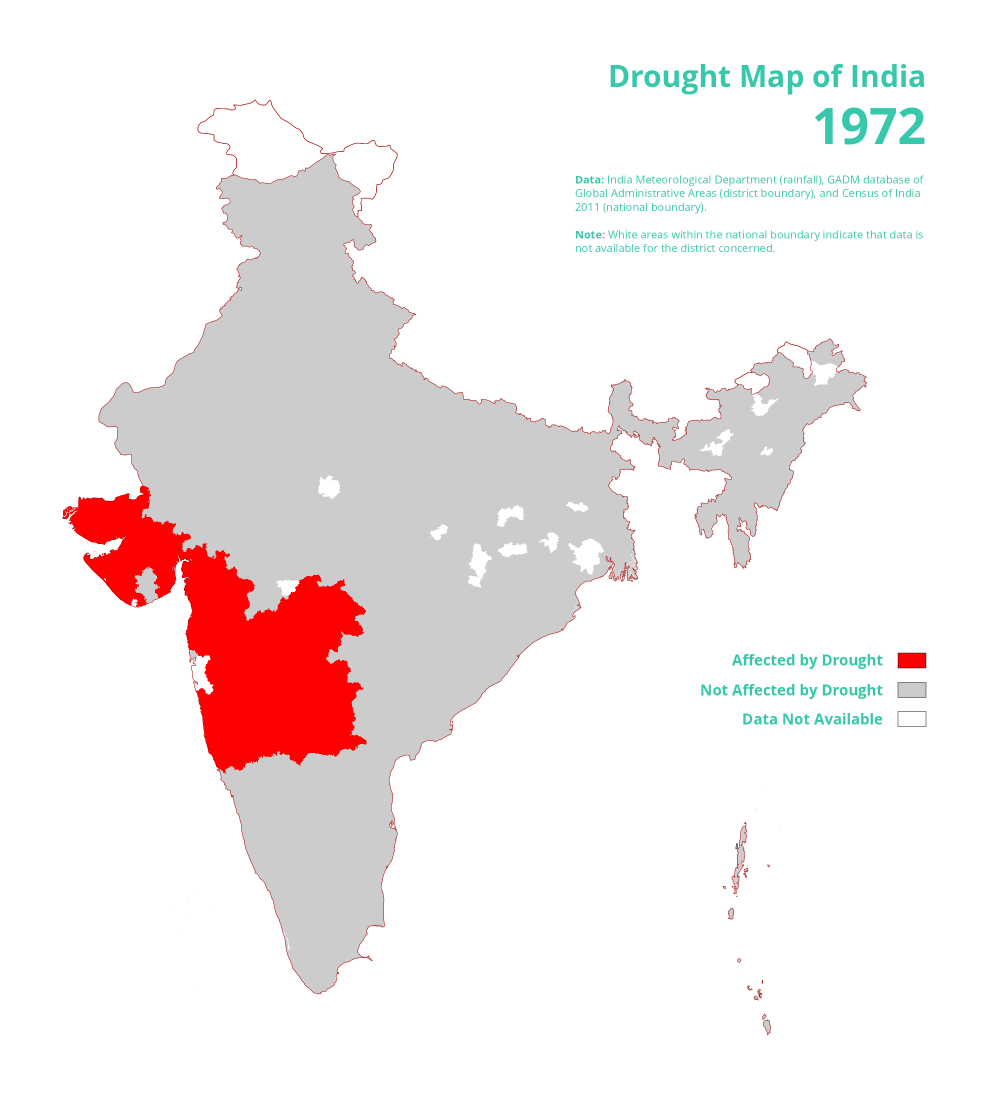 Drought Map of India
1972
Data: India Meteorological Department (rainfall), GADM database of
Global Administrative Areas (district boundary), and Census of India
2011 (national boundary).
Note: White areas within the national boundary indicate that data is
not available for the district concerned.
Affected by Drought
Not Affected by Drought
Data Not Available